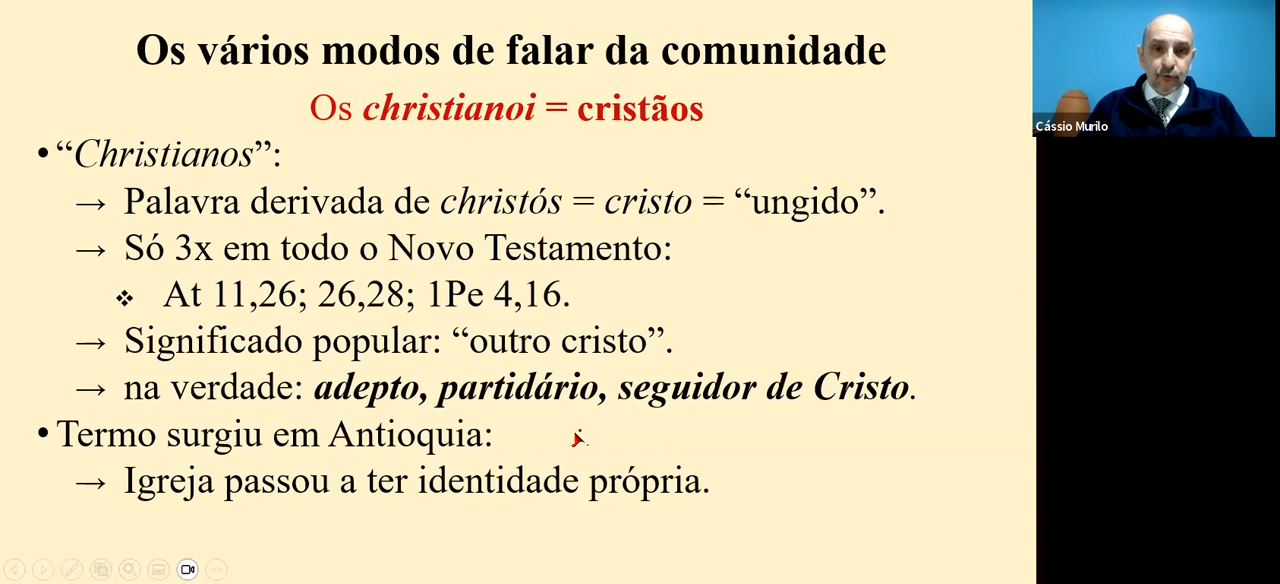 Os vários modos de falar da comunidade
Os christianoi = cristãos
• “Christianos”:
→ Palavra derivada de christós = cristo = “ungido”.
→ Só 3x em todo o Novo Testamento:
❖ At 11,26; 26,28; 1Pe 4,16.
→ Significado popular: “outro cristo”.
→ na verdade: adepto, partidário, seguidor de Cristo.
• Termo surgiu em Antioquia:
→ Igreja passou a ter identidade própria.
Cássio Murilo